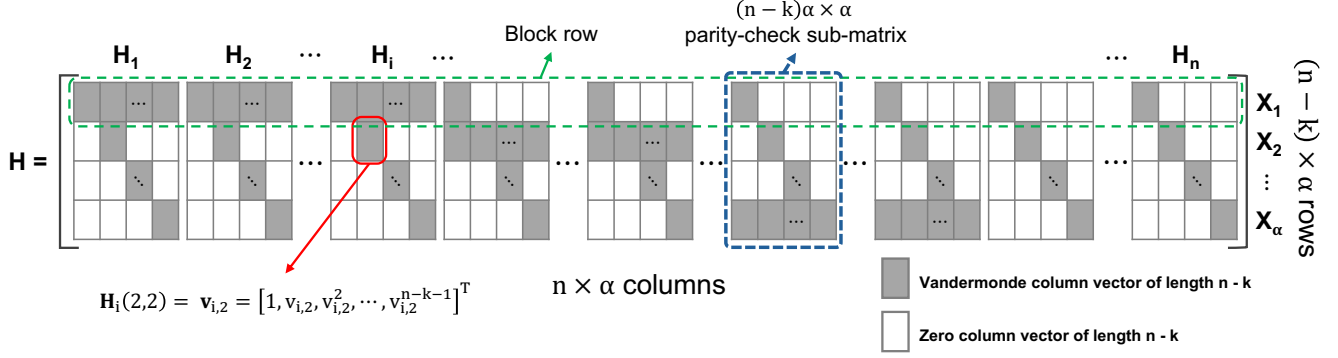 (n − k)α × α
Block row
parity-check sub-matrix
H₁ H₂ ⋯ Hᵢ ⋯ ⋯ Hₙ
⋯ ⋯ ⋯ X₁
H = ⋯ ⋯ ⋯ ⋯ ⋯ ⋯ ⋯ X₂
⋱ ⋱ ⋱ ⋱ ⋱ ⋱ ⋱ ⋱ ⋱ ⋮
⋯ ⋯ Xα
(n − k) × α rows
n × α columns
Hᵢ(2,2) = vᵢ,₂ = [1, vᵢ,₂, vᵢ,₂², ⋯, vᵢ,₂ⁿ⁻ᵏ⁻¹]ᵀ
Vandermonde column vector of length n - k
Zero column vector of length n - k